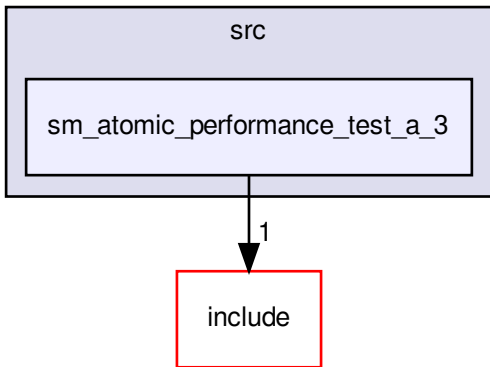 src
sm_atomic_performance_test_a_3
1
include